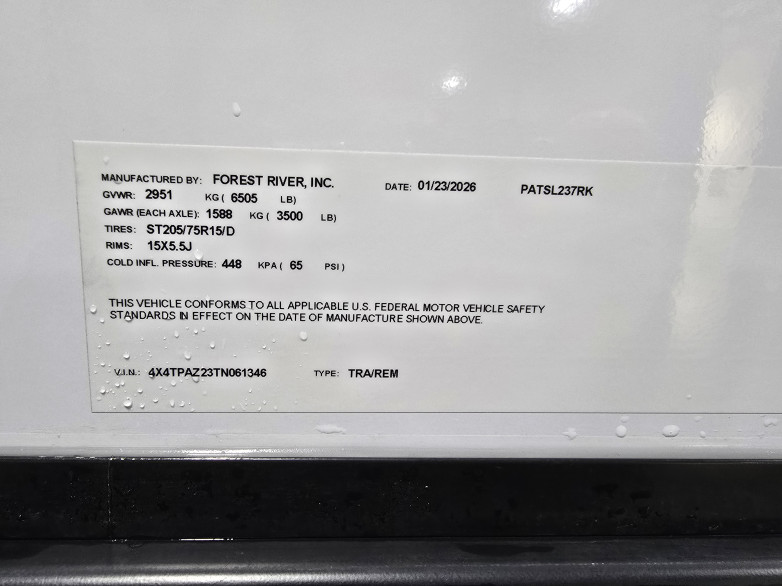 MANUFACTURED BY: FOREST RIVER, INC. DATE: 01/23/2026 PATSL237RK
GVWR: 2951 KG ( 6505 LB)
GAWR (EACH AXLE): 1588 KG ( 3500 LB)
TIRES: ST205/75R15/D
RIMS: 15X5.5J
COLD INFL. PRESSURE: 448 KPA ( 65 PSI )
THIS VEHICLE CONFORMS TO ALL APPLICABLE U.S. FEDERAL MOTOR VEHICLE SAFETY
STANDARDS IN EFFECT ON THE DATE OF MANUFACTURE SHOWN ABOVE.
V.I.N.: 4X4TPAZ23TN061346 TYPE: TRA/REM